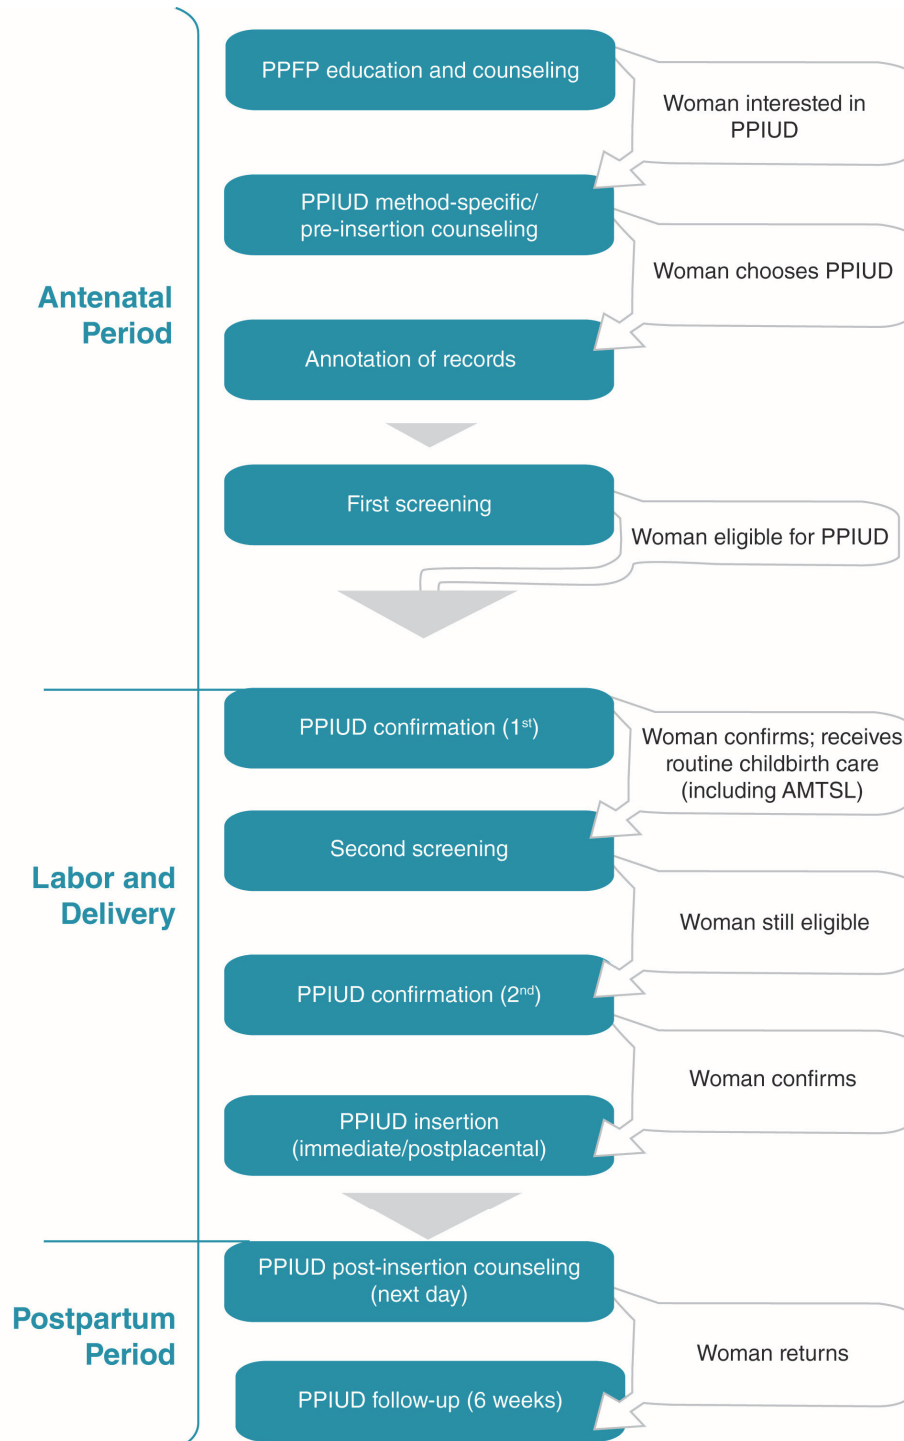 PPFP education and counseling
Woman interested in
PPIUD
PPIUD method-specific/
pre-insertion counseling
Woman chooses PPIUD
Antenatal
Period
Annotation of records
First screening
Woman eligible for PPIUD
PPIUD confirmation (1st)
Woman confirms; receives
routine childbirth care
(including AMTSL)
Second screening
Labor and
Delivery
Woman still eligible
PPIUD confirmation (2nd)
Woman confirms
PPIUD insertion
(immediate/postplacental)
PPIUD post-insertion counseling
(next day)
Postpartum
Period
Woman returns
PPIUD follow-up (6 weeks)